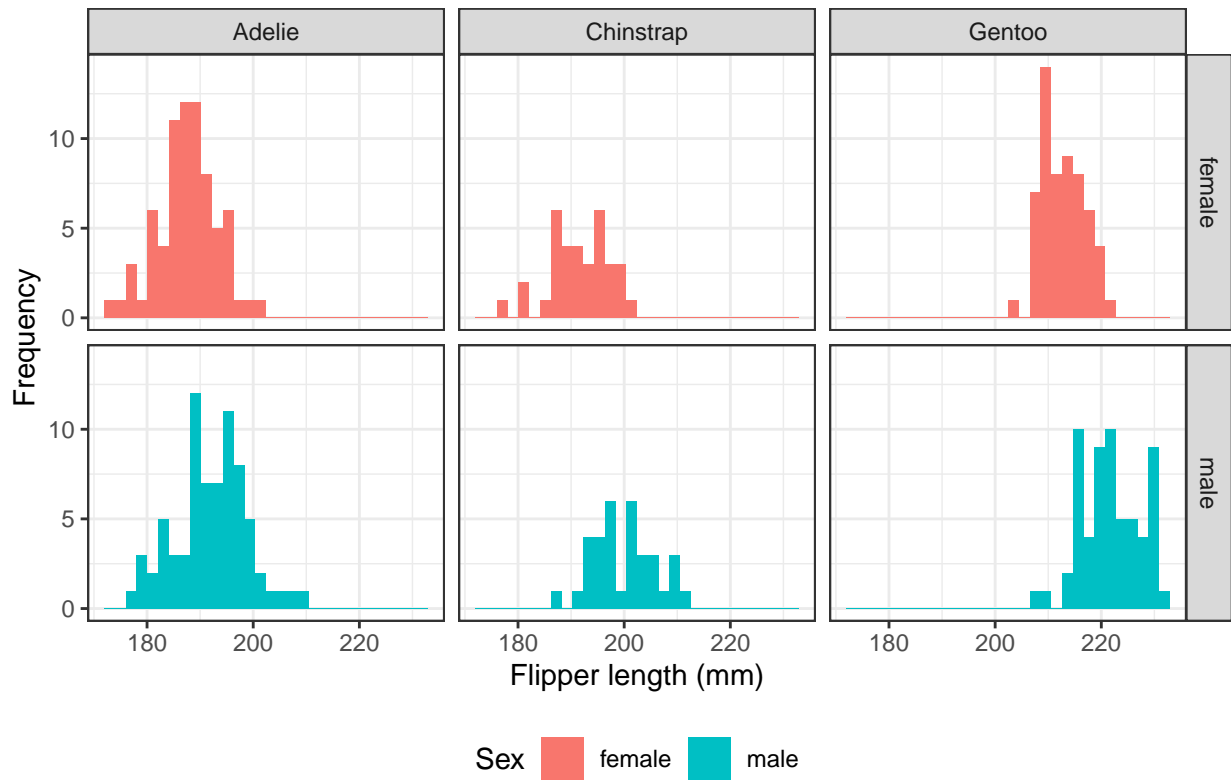 Adelie Chinstrap Gentoo
10
5
0
female
Frequency
10
5
0
male
180 200 220 180 200 220 180 200 220
Flipper length (mm)
Sex female male